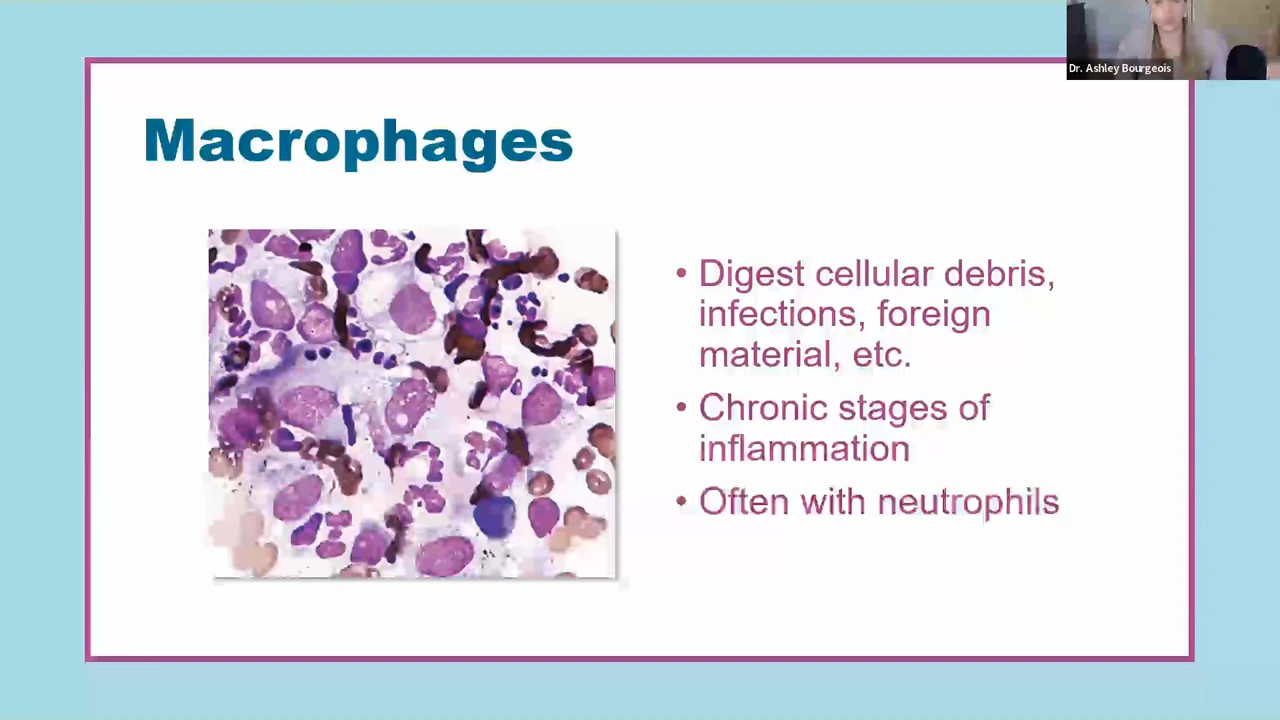 Dr. Ashley Bourgeois
Macrophages
• Digest cellular debris,
infections, foreign
material, etc.
• Chronic stages of
inflammation
• Often with neutrophils